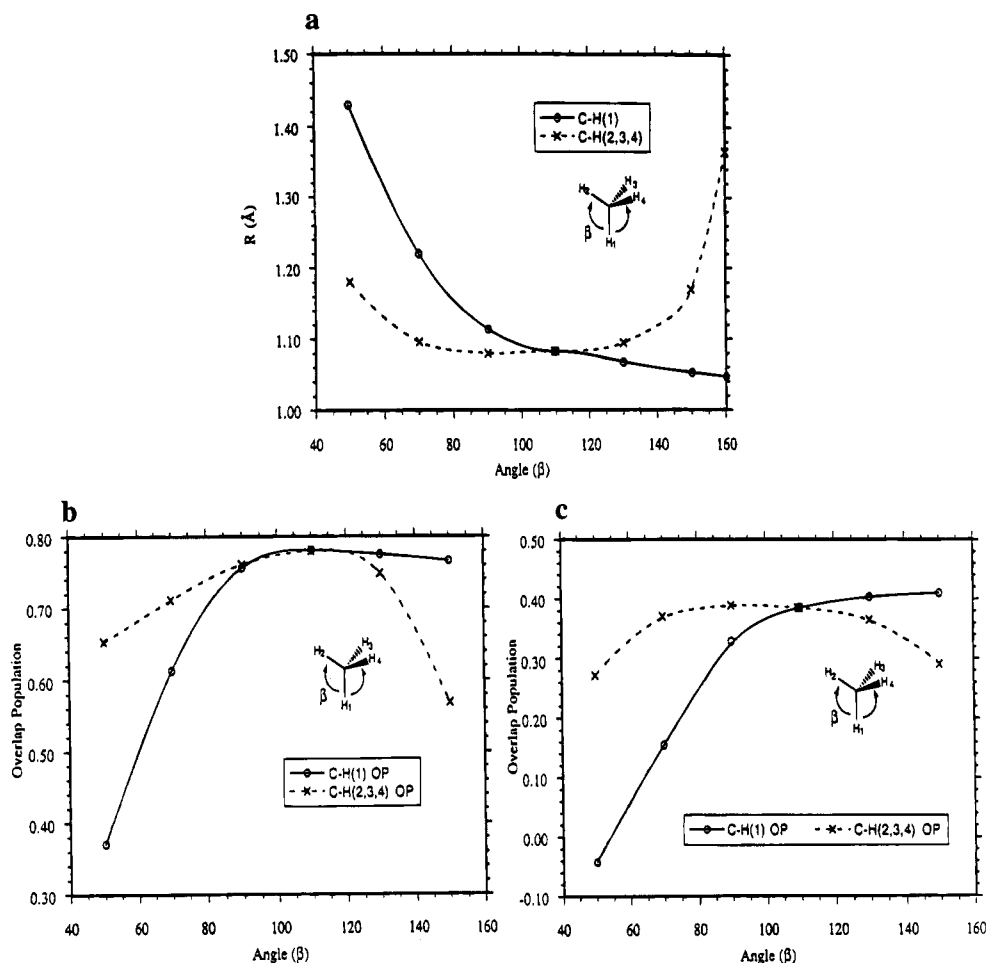 a
1.50
1.40
1.30
1.20
1.10
1.00
R (Å)
C-H(1)
C-H(2,3,4)
H2
H3
H4
β
H1
40 60 80 100 120 140 160
Angle (β)
b
0.80
0.70
0.60
0.50
0.40
0.30
Overlap Population
H2
H3
H4
β
H1
C-H(1) OP
C-H(2,3,4) OP
40 60 80 100 120 140 160
Angle (β)
c
0.50
0.40
0.30
0.20
0.10
0.00
-0.10
Overlap Population
H2
H3
H4
β
H1
C-H(1) OP C-H(2,3,4) OP
40 60 80 100 120 140 160
Angle (β)